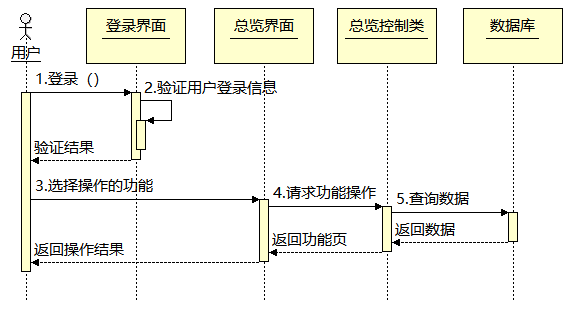 用户
登录界面
总览界面
总览控制类
数据库
1.登录（）
2.验证用户登录信息
验证结果
3.选择操作的功能
4.请求功能操作
5.查询数据
返回数据
返回功能页
返回操作结果